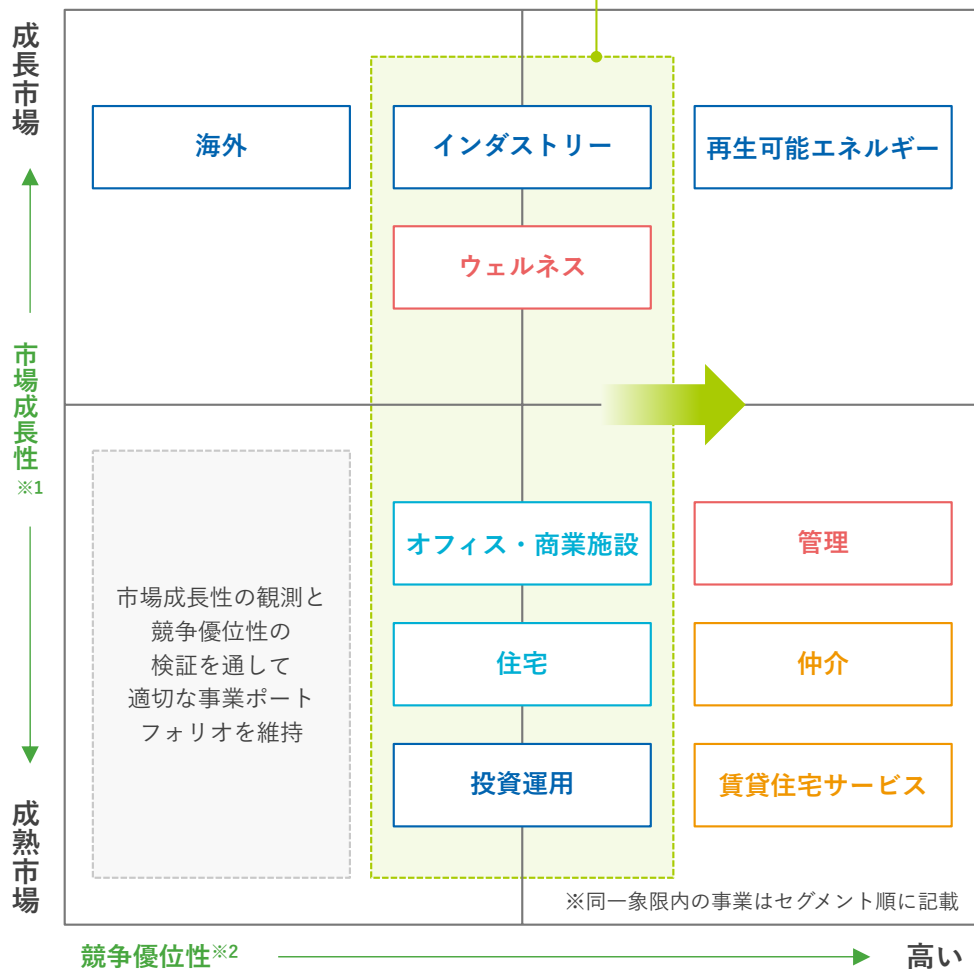 成長市場
海外
インダストリー
再生可能エネルギー
ウェルネス
市場成長性
※1
オフィス・商業施設
管理
市場成長性の観測と
競争優位性の
検証を通して
適切な事業ポート
フォリオを維持
住宅
仲介
投資運用
賃貸住宅サービス
成熟市場
※同一象限内の事業はセグメント順に記載
競争優位性※2
高い